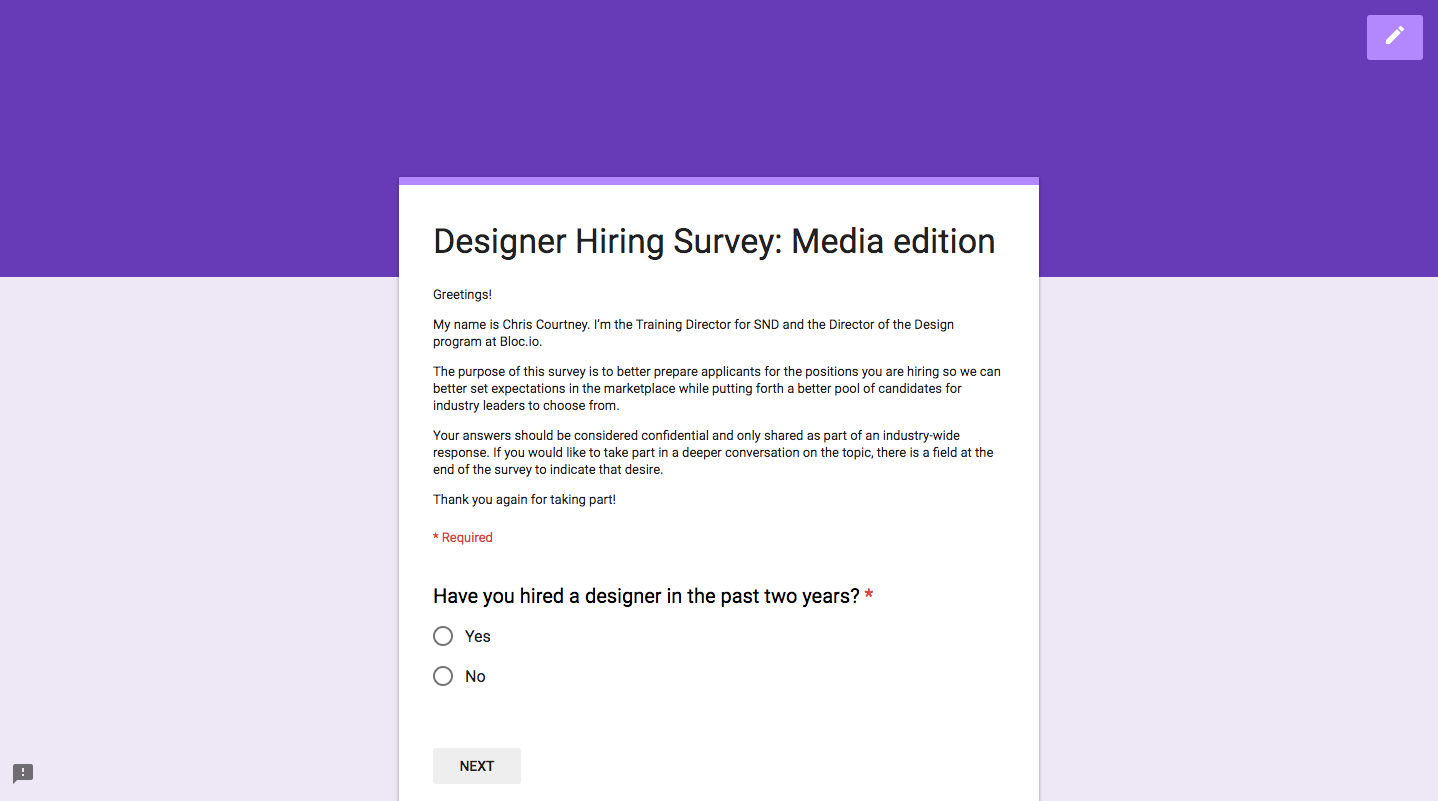 Designer Hiring Survey: Media edition
Greetings!
My name is Chris Courtney. I'm the Training Director for SND and the Director of the Design
program at Bloc.io.
The purpose of this survey is to better prepare applicants for the positions you are hiring so we can
better set expectations in the marketplace while putting forth a better pool of candidates for
industry leaders to choose from.
Your answers should be considered confidential and only shared as part of an industry-wide
response. If you would like to take part in a deeper conversation on the topic, there is a field at the
end of the survey to indicate that desire.
Thank you again for taking part!
* Required
Have you hired a designer in the past two years? *
Yes
No
NEXT